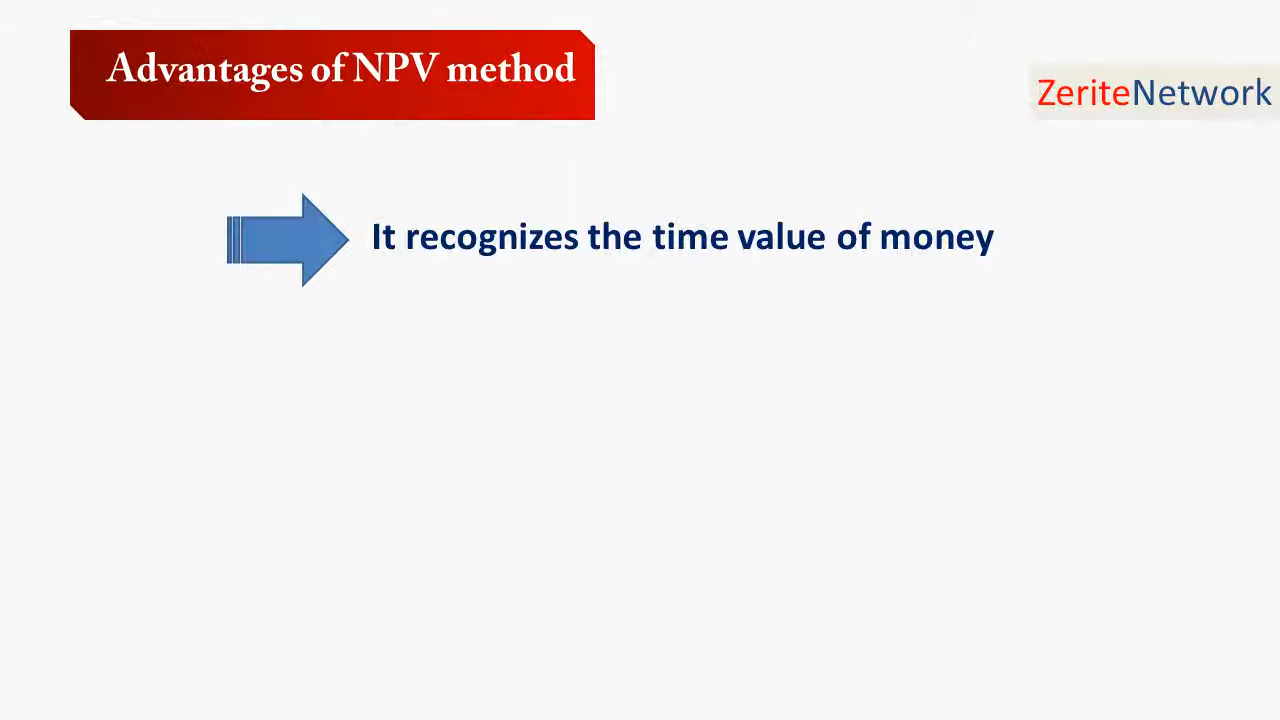 Advantages of NPV method
ZeriteNetwork
It recognizes the time value of money